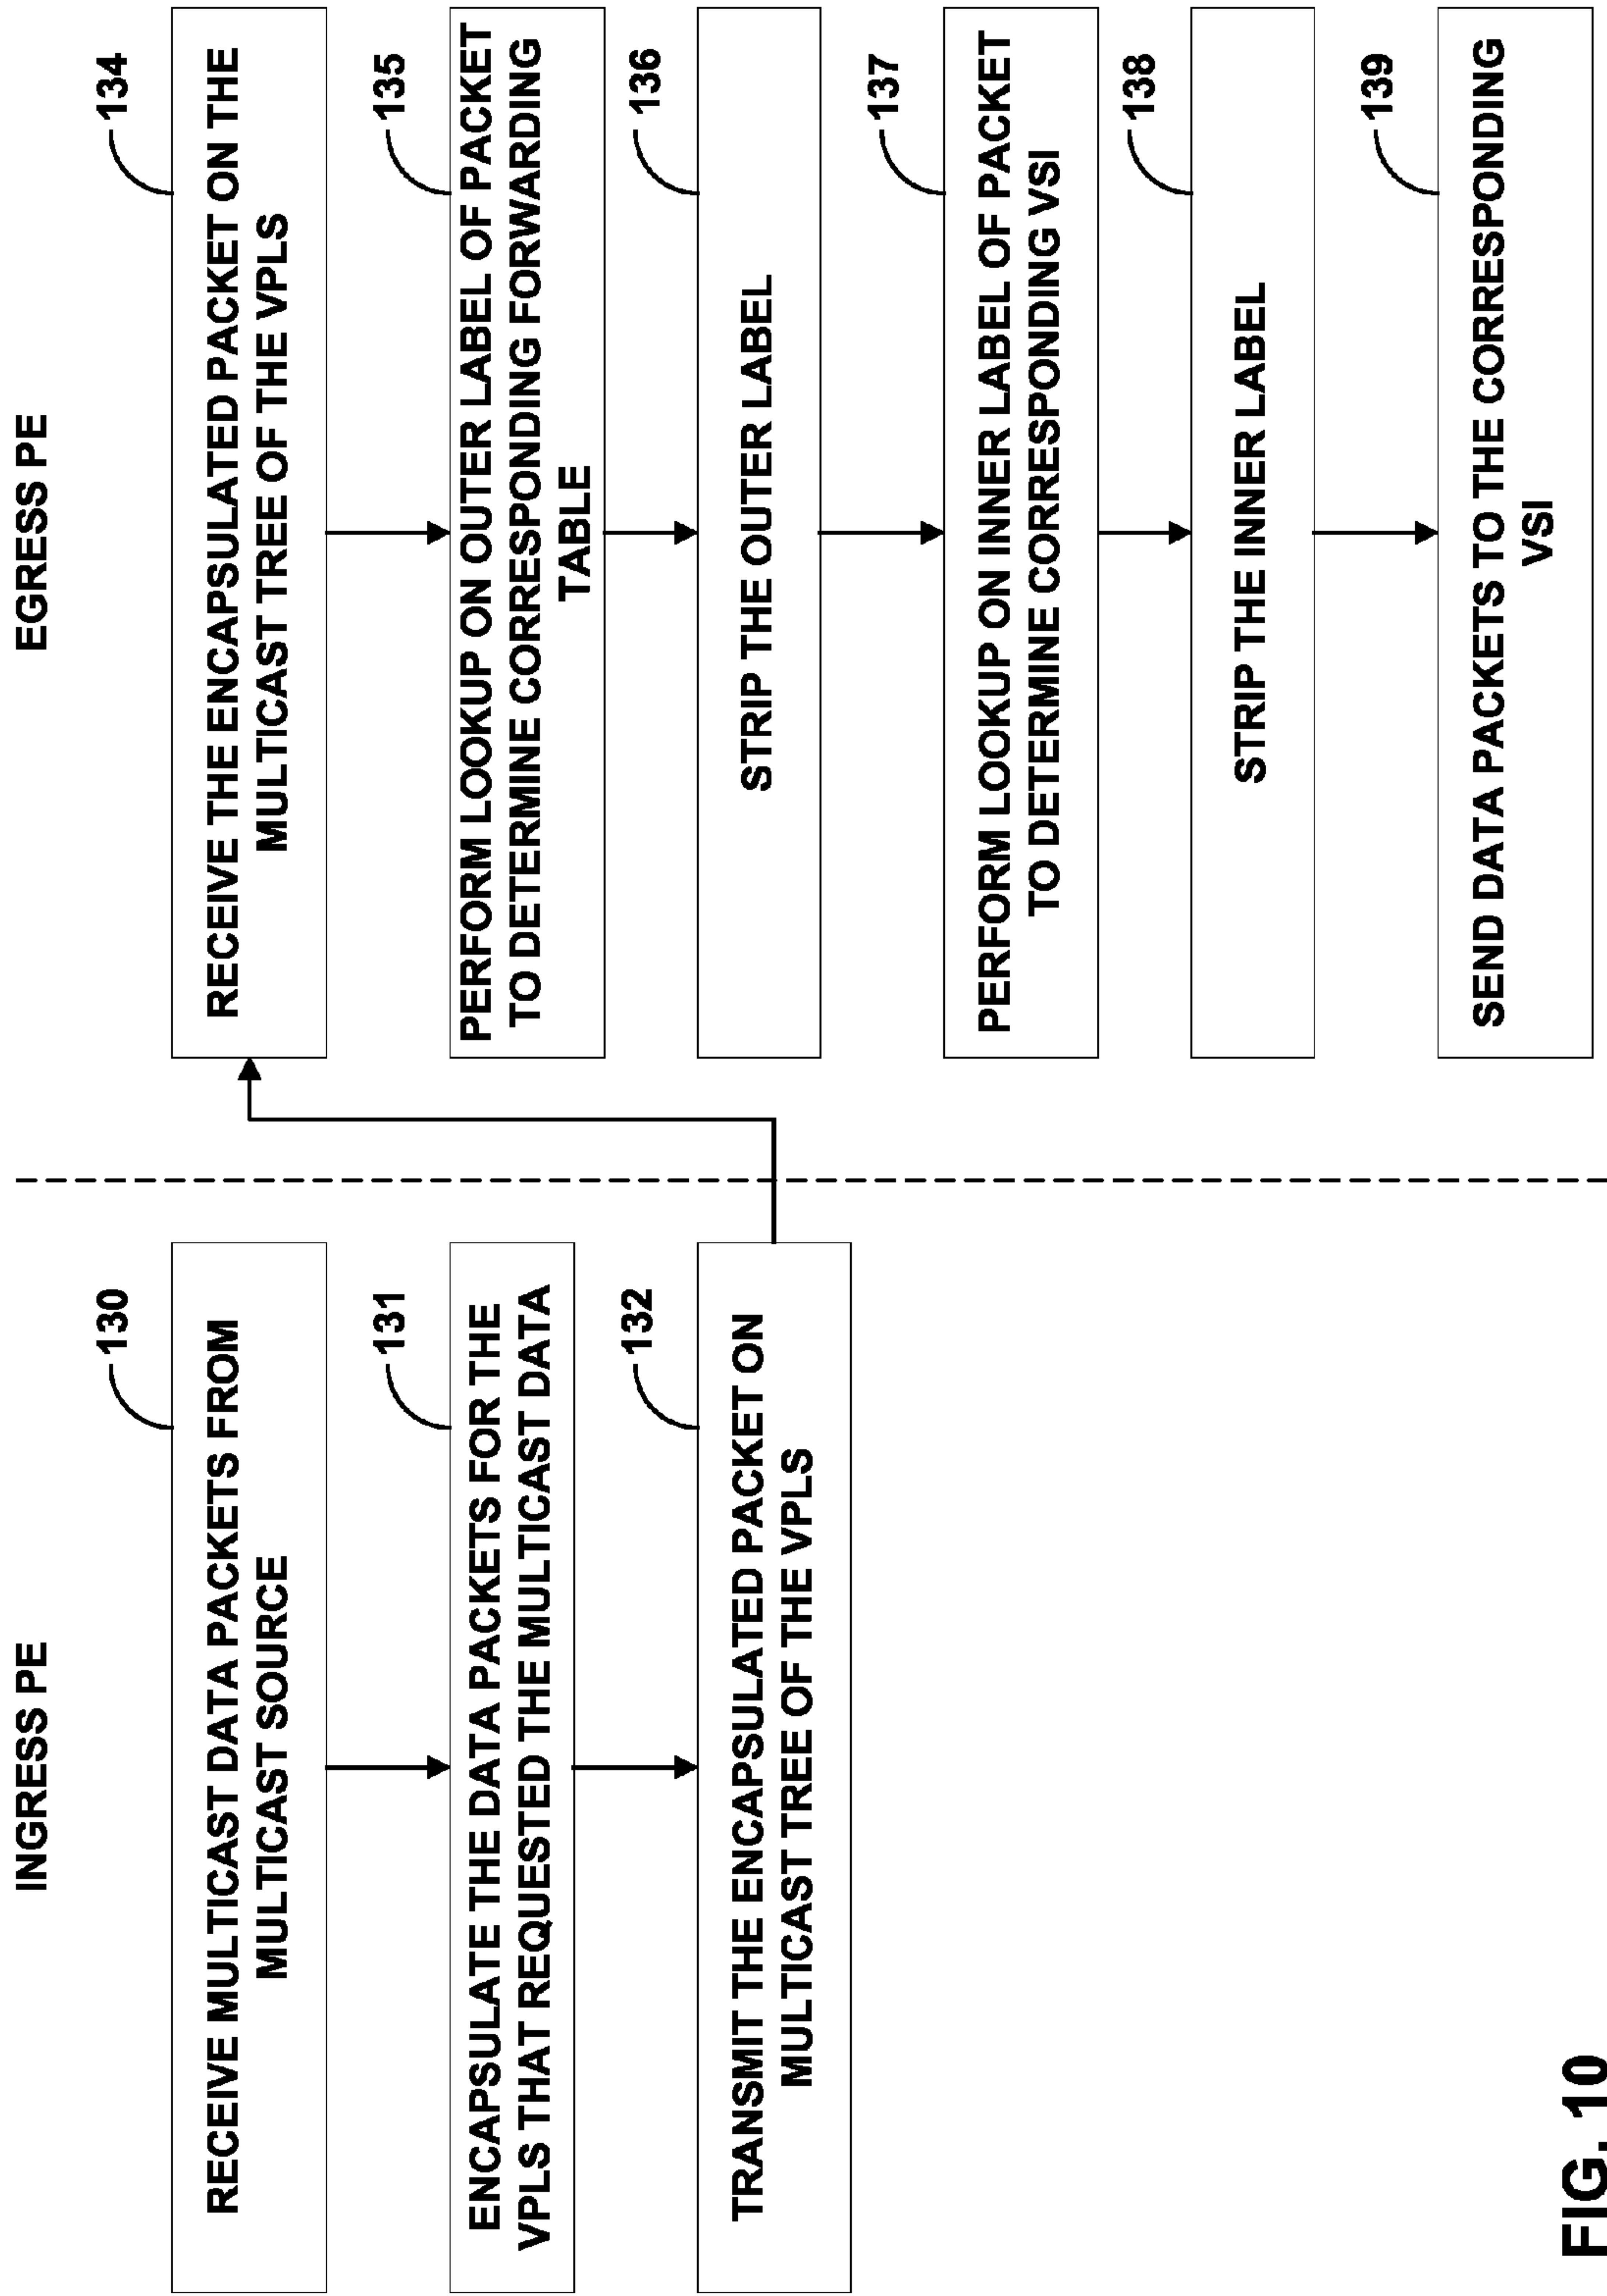 INGRESS PE
130
RECEIVE MULTICAST DATA PACKETS FROM
MULTICAST SOURCE
131
ENCAPSULATE THE DATA PACKETS FOR THE
VPLS THAT REQUESTED THE MULTICAST DATA
132
TRANSMIT THE ENCAPSULATED PACKET ON
MULTICAST TREE OF THE VPLS
EGRESS PE
134
RECEIVE THE ENCAPSULATED PACKET ON THE
MULTICAST TREE OF THE VPLS
135
PERFORM LOOKUP ON OUTER LABEL OF PACKET
TO DETERMINE CORRESPONDING FORWARDING
TABLE
136
STRIP THE OUTER LABEL
137
PERFORM LOOKUP ON INNER LABEL OF PACKET
TO DETERMINE CORRESPONDING VSI
138
STRIP THE INNER LABEL
139
SEND DATA PACKETS TO THE CORRESPONDING
VSI
FIG. 10